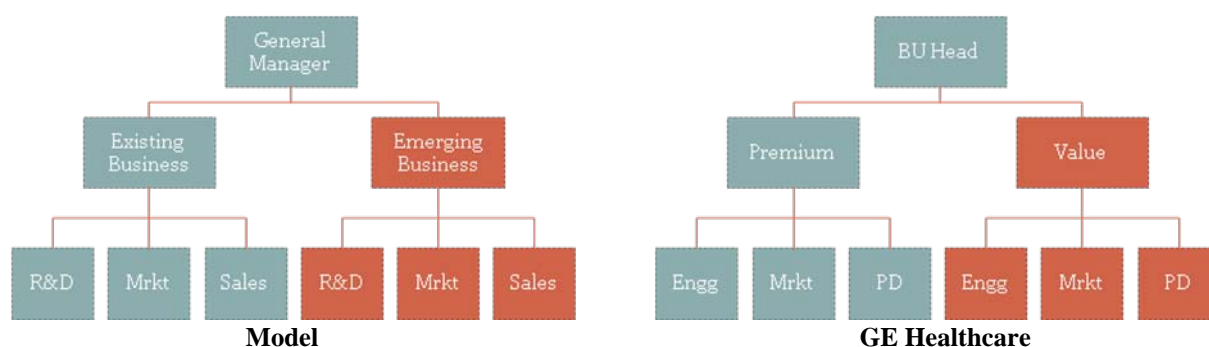 General
Manager
BU Head
Existing
Business
Emerging
Business
Premium
Value
R&D
Mrkt
Sales
R&D
Mrkt
Sales
Engg
Mrkt
PD
Engg
Mrkt
PD
Model
GE Healthcare